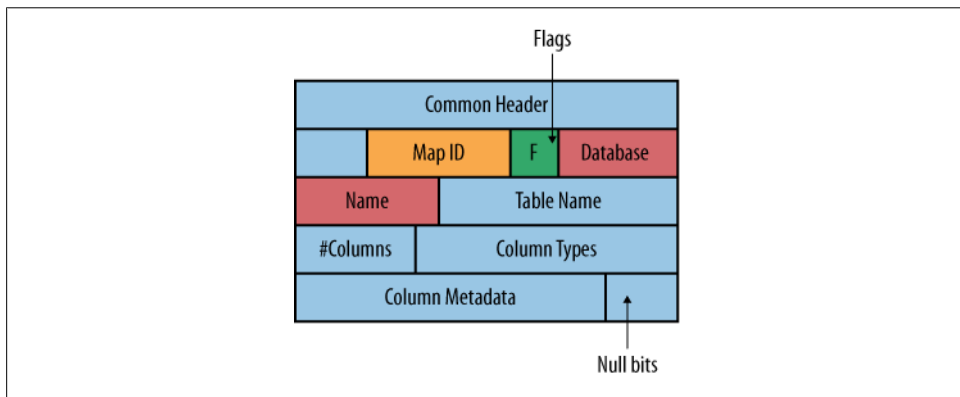 Flags
Common Header
Map ID F Database
Name Table Name
#Columns Column Types
Column Metadata
Null bits